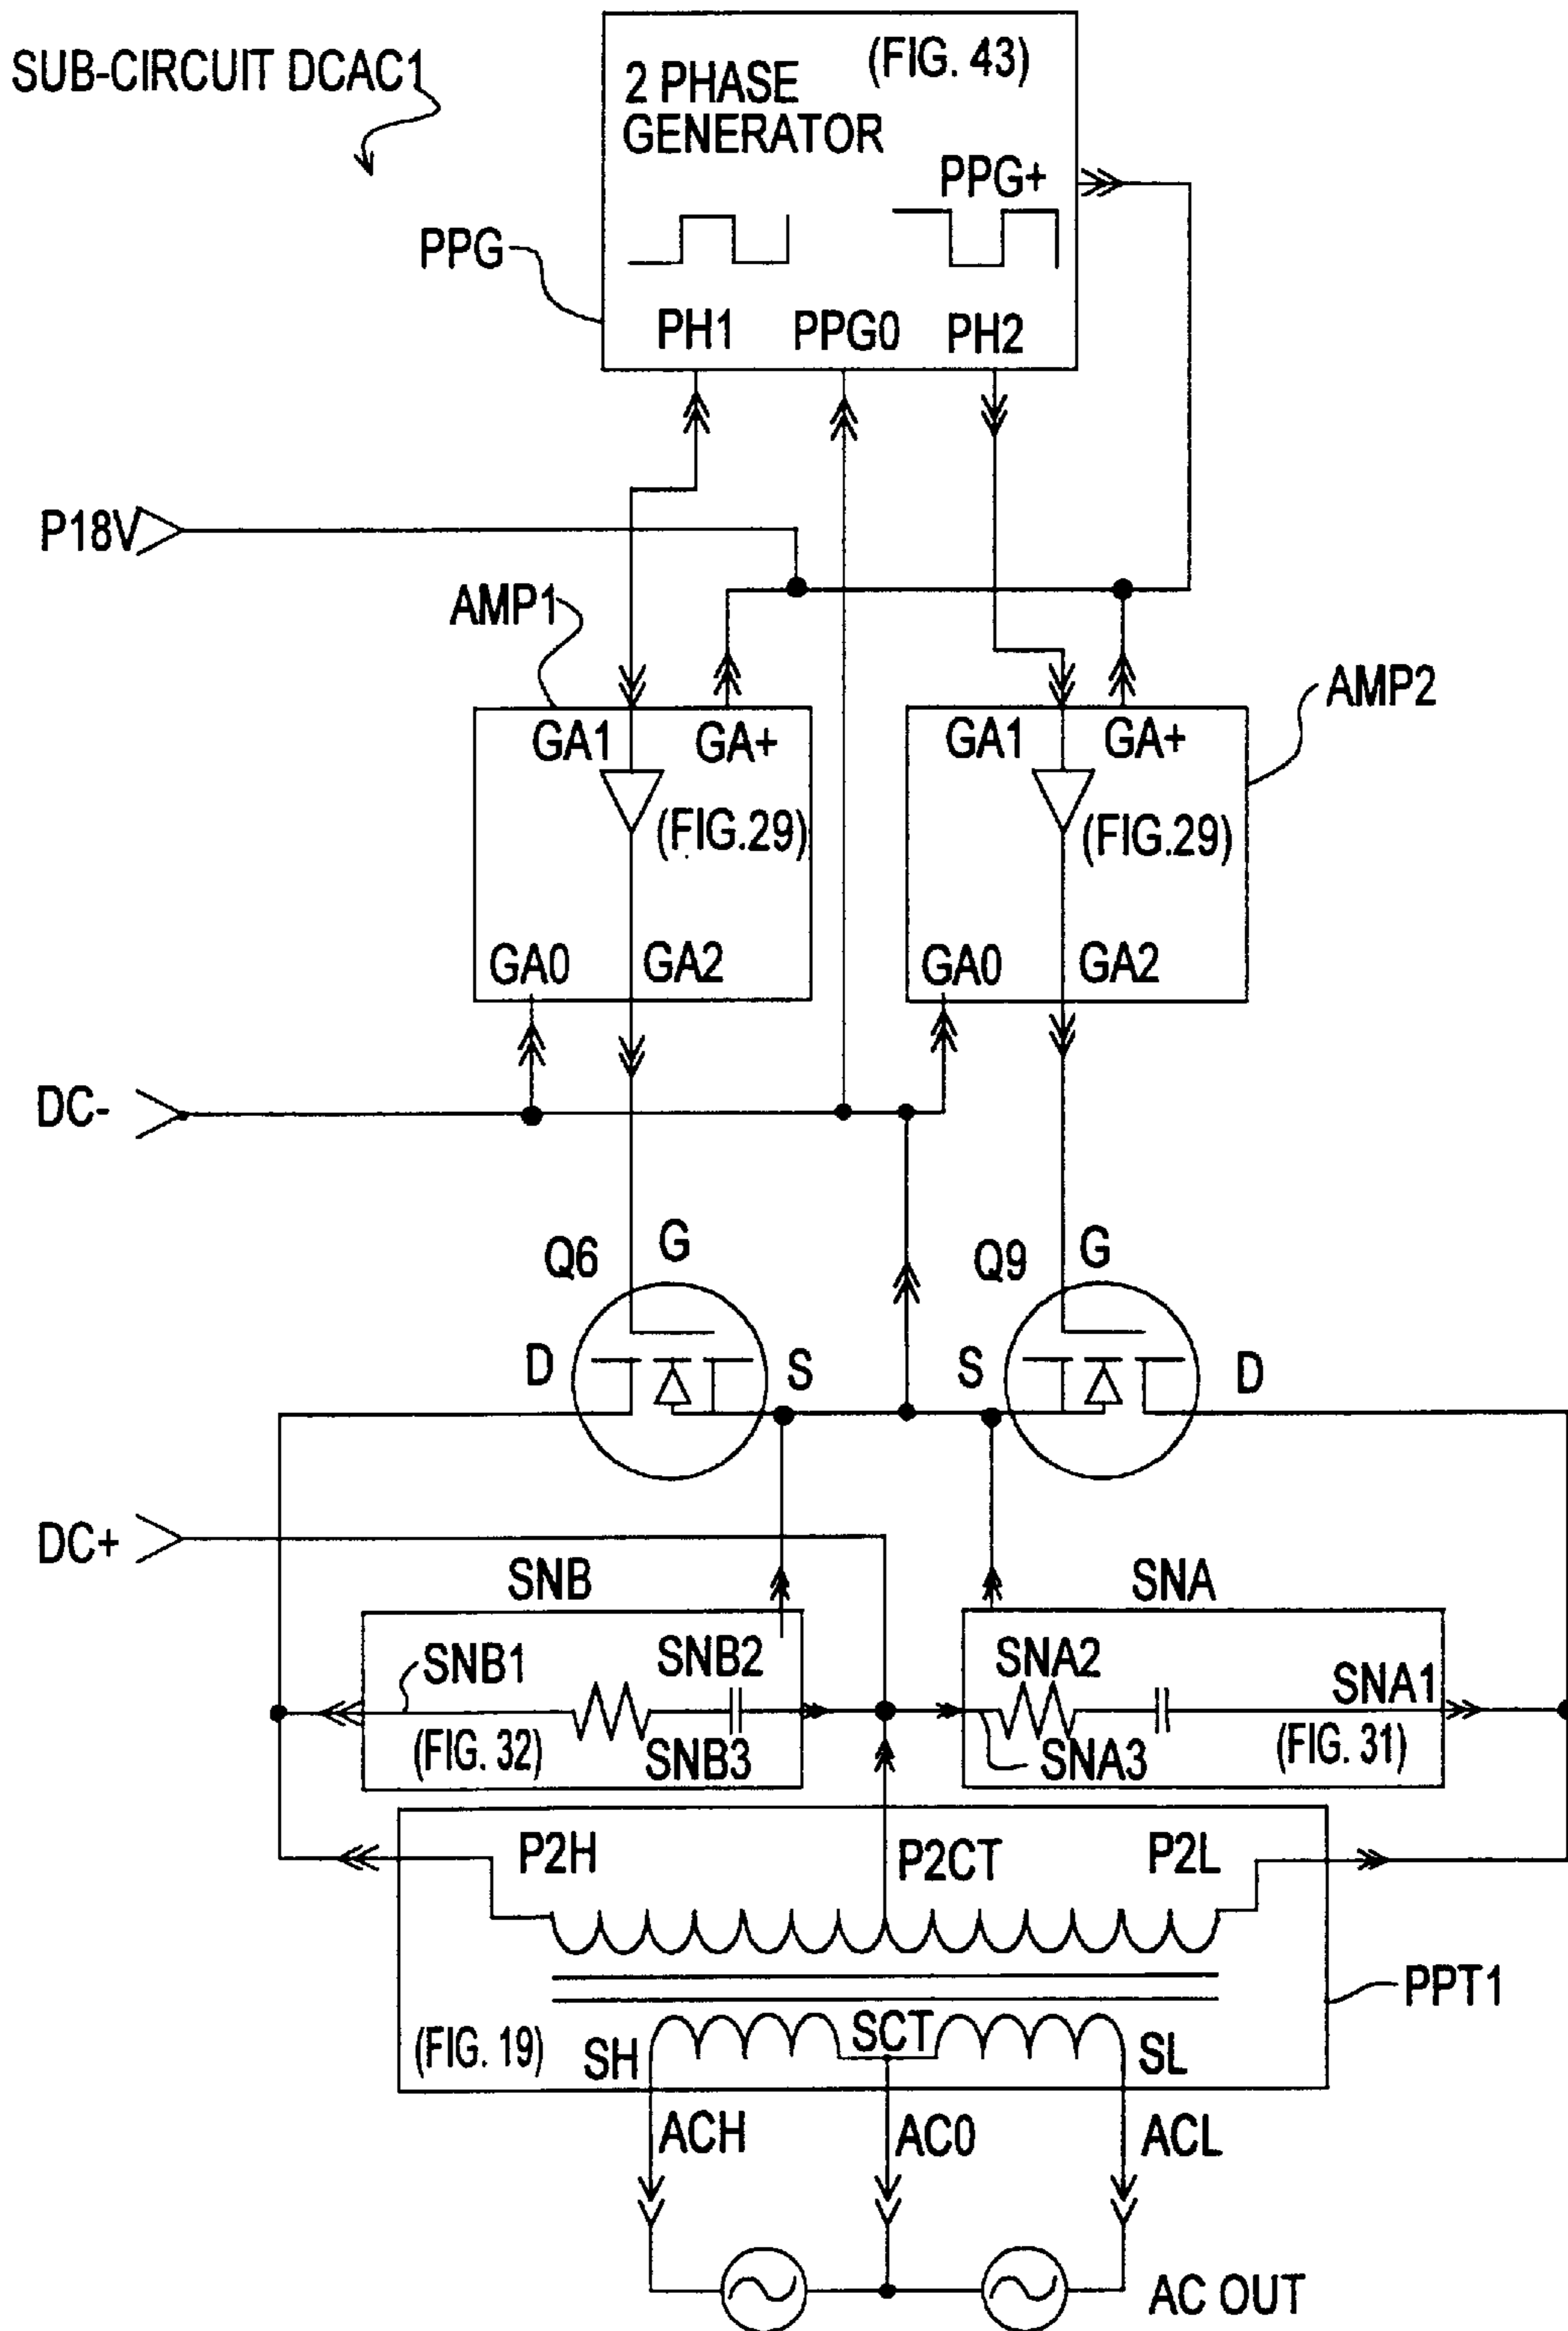 SUB-CIRCUIT DCAC1
(FIG. 43)
2 PHASE
GENERATOR
PPG+
PPG
PH1 PPG0 PH2
P18V
AMP1
AMP2
GA1 GA+
GA1 GA+
(FIG.29)
(FIG.29)
GA0 GA2
GA0 GA2
DC-
Q6 G
Q9 G
D S
S D
DC+
SNB
SNA
SNB1 SNB2
SNA2 SNA1
(FIG. 32) SNB3
SNA3 (FIG. 31)
P2H P2CT P2L
PPT1
(FIG. 19) SH SCT SL
ACH AC0 ACL
AC OUT